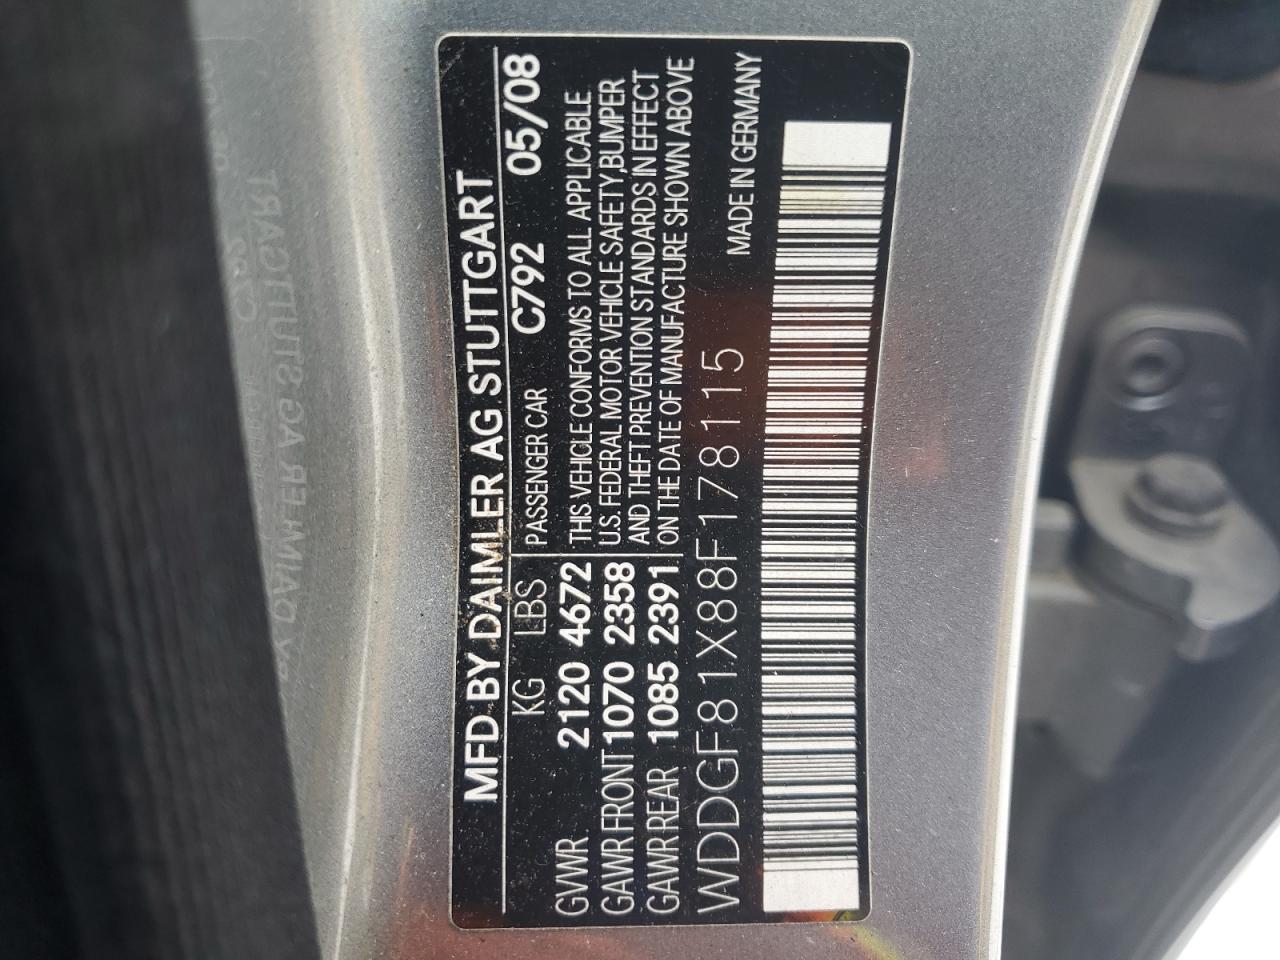 MFD BY DAIMLER AG STUTTGART
KG LBS PASSENGER CAR C792 05/08
GVWR 2120 4672
GAWR FRONT 1070 2358
GAWR REAR 1085 2391
THIS VEHICLE CONFORMS TO ALL APPLICABLE
U.S. FEDERAL MOTOR VEHICLE SAFETY,BUMPER
AND THEFT PREVENTION STANDARDS IN EFFECT
ON THE DATE OF MANUFACTURE SHOWN ABOVE
WDDGF81X88F178115 MADE IN GERMANY